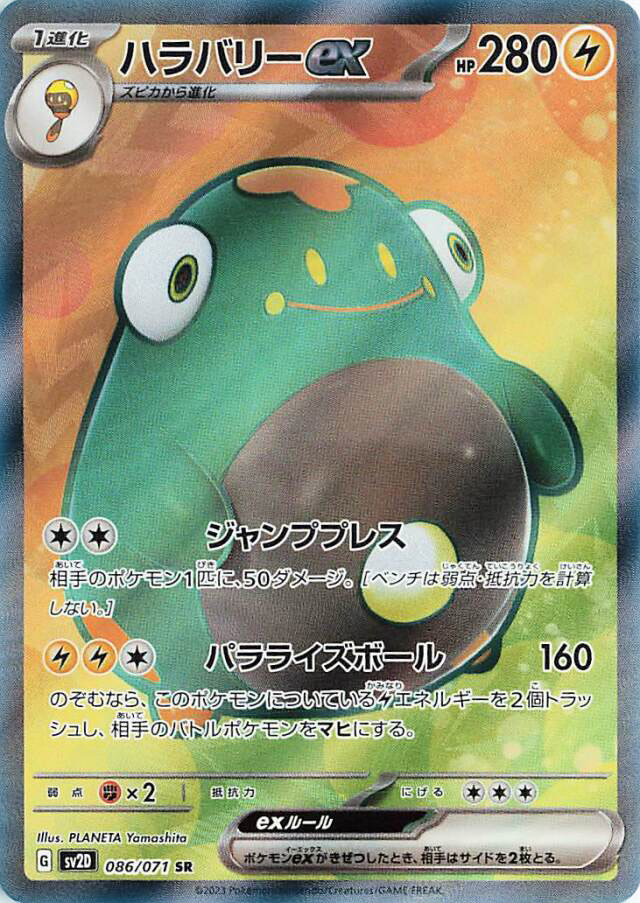 1進化
ハラバリーex
HP280
ズピカから進化
ジャンププレス
相手のポケモン1匹に、50ダメージ。[ベンチは弱点・抵抗力を計算
しない。]
パラライズボール 160
のぞむなら、このポケモンについているエネルギーを2個トラッ
シュし、相手のバトルポケモンをマヒにする。
弱点 ×2 抵抗力 にげる
exルール
ポケモンexがきぜつしたとき、相手はサイドを2枚とる。
Illus. PLANETA Yamashita
G sv2D 086/071 SR
©2023 Pokémon/Nintendo/Creatures/GAME FREAK.